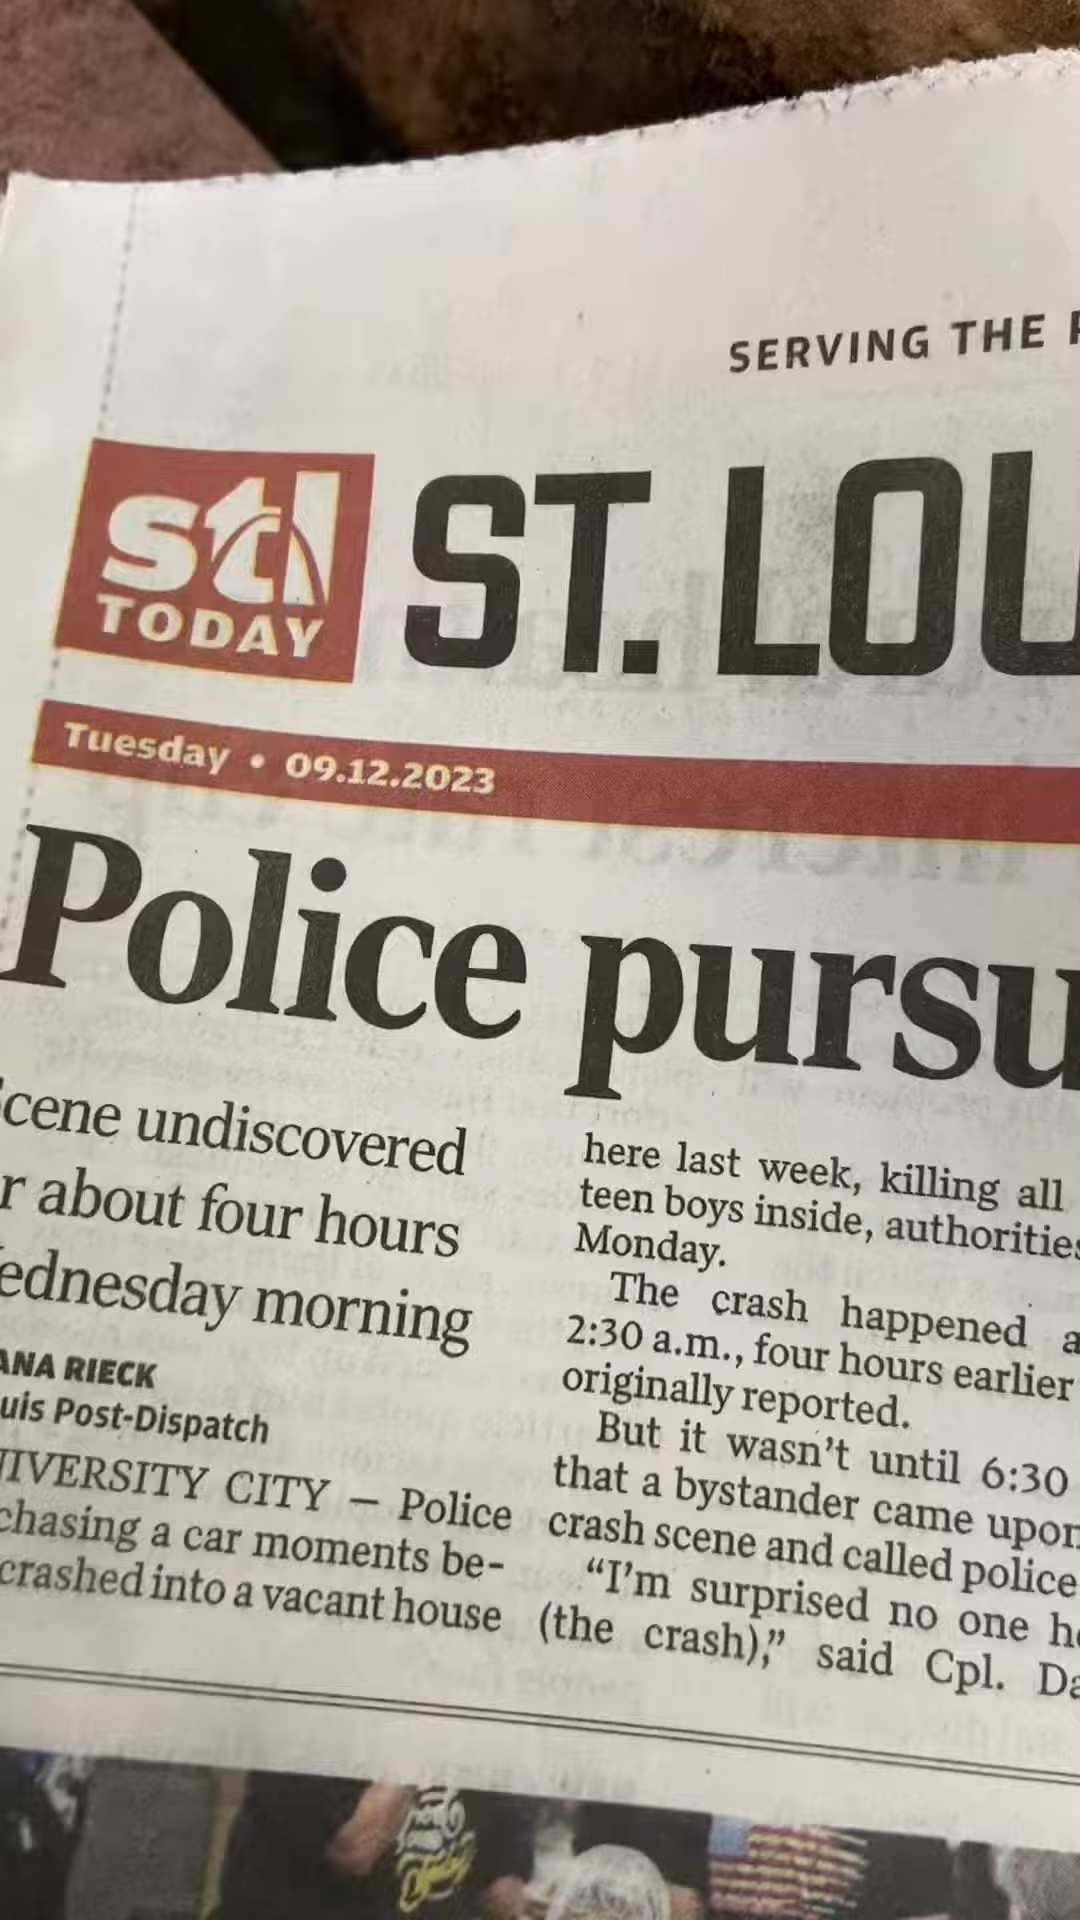 SERVING THE
stl
TODAY
ST. LOU
Tuesday • 09.12.2023
Police pursu
cene undiscovered
r about four hours
ednesday morning
ANA RIECK
uis Post-Dispatch
NIVERSITY CITY — Police
chasing a car moments be-
crashed into a vacant house
here last week, killing all
teen boys inside, authorities
Monday.
The crash happened a
2:30 a.m., four hours earlier
originally reported.
But it wasn’t until 6:30
that a bystander came upon
crash scene and called police
“I’m surprised no one he
(the crash),” said Cpl. Da